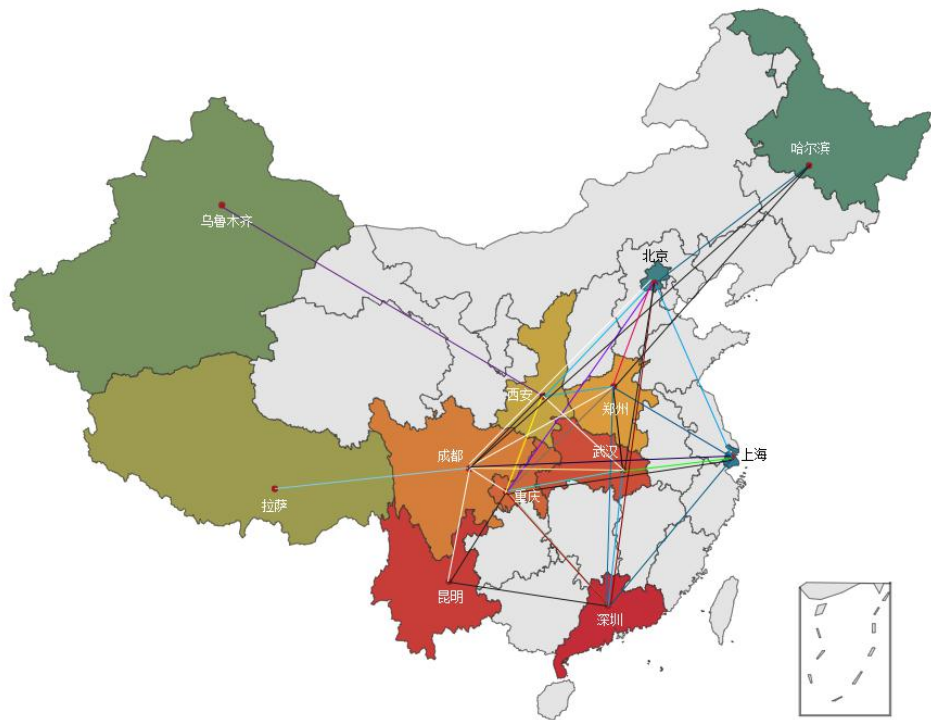 哈尔滨
乌鲁木齐
北京
西安
郑州
成都
武汉
上海
重庆
拉萨
昆明
深圳